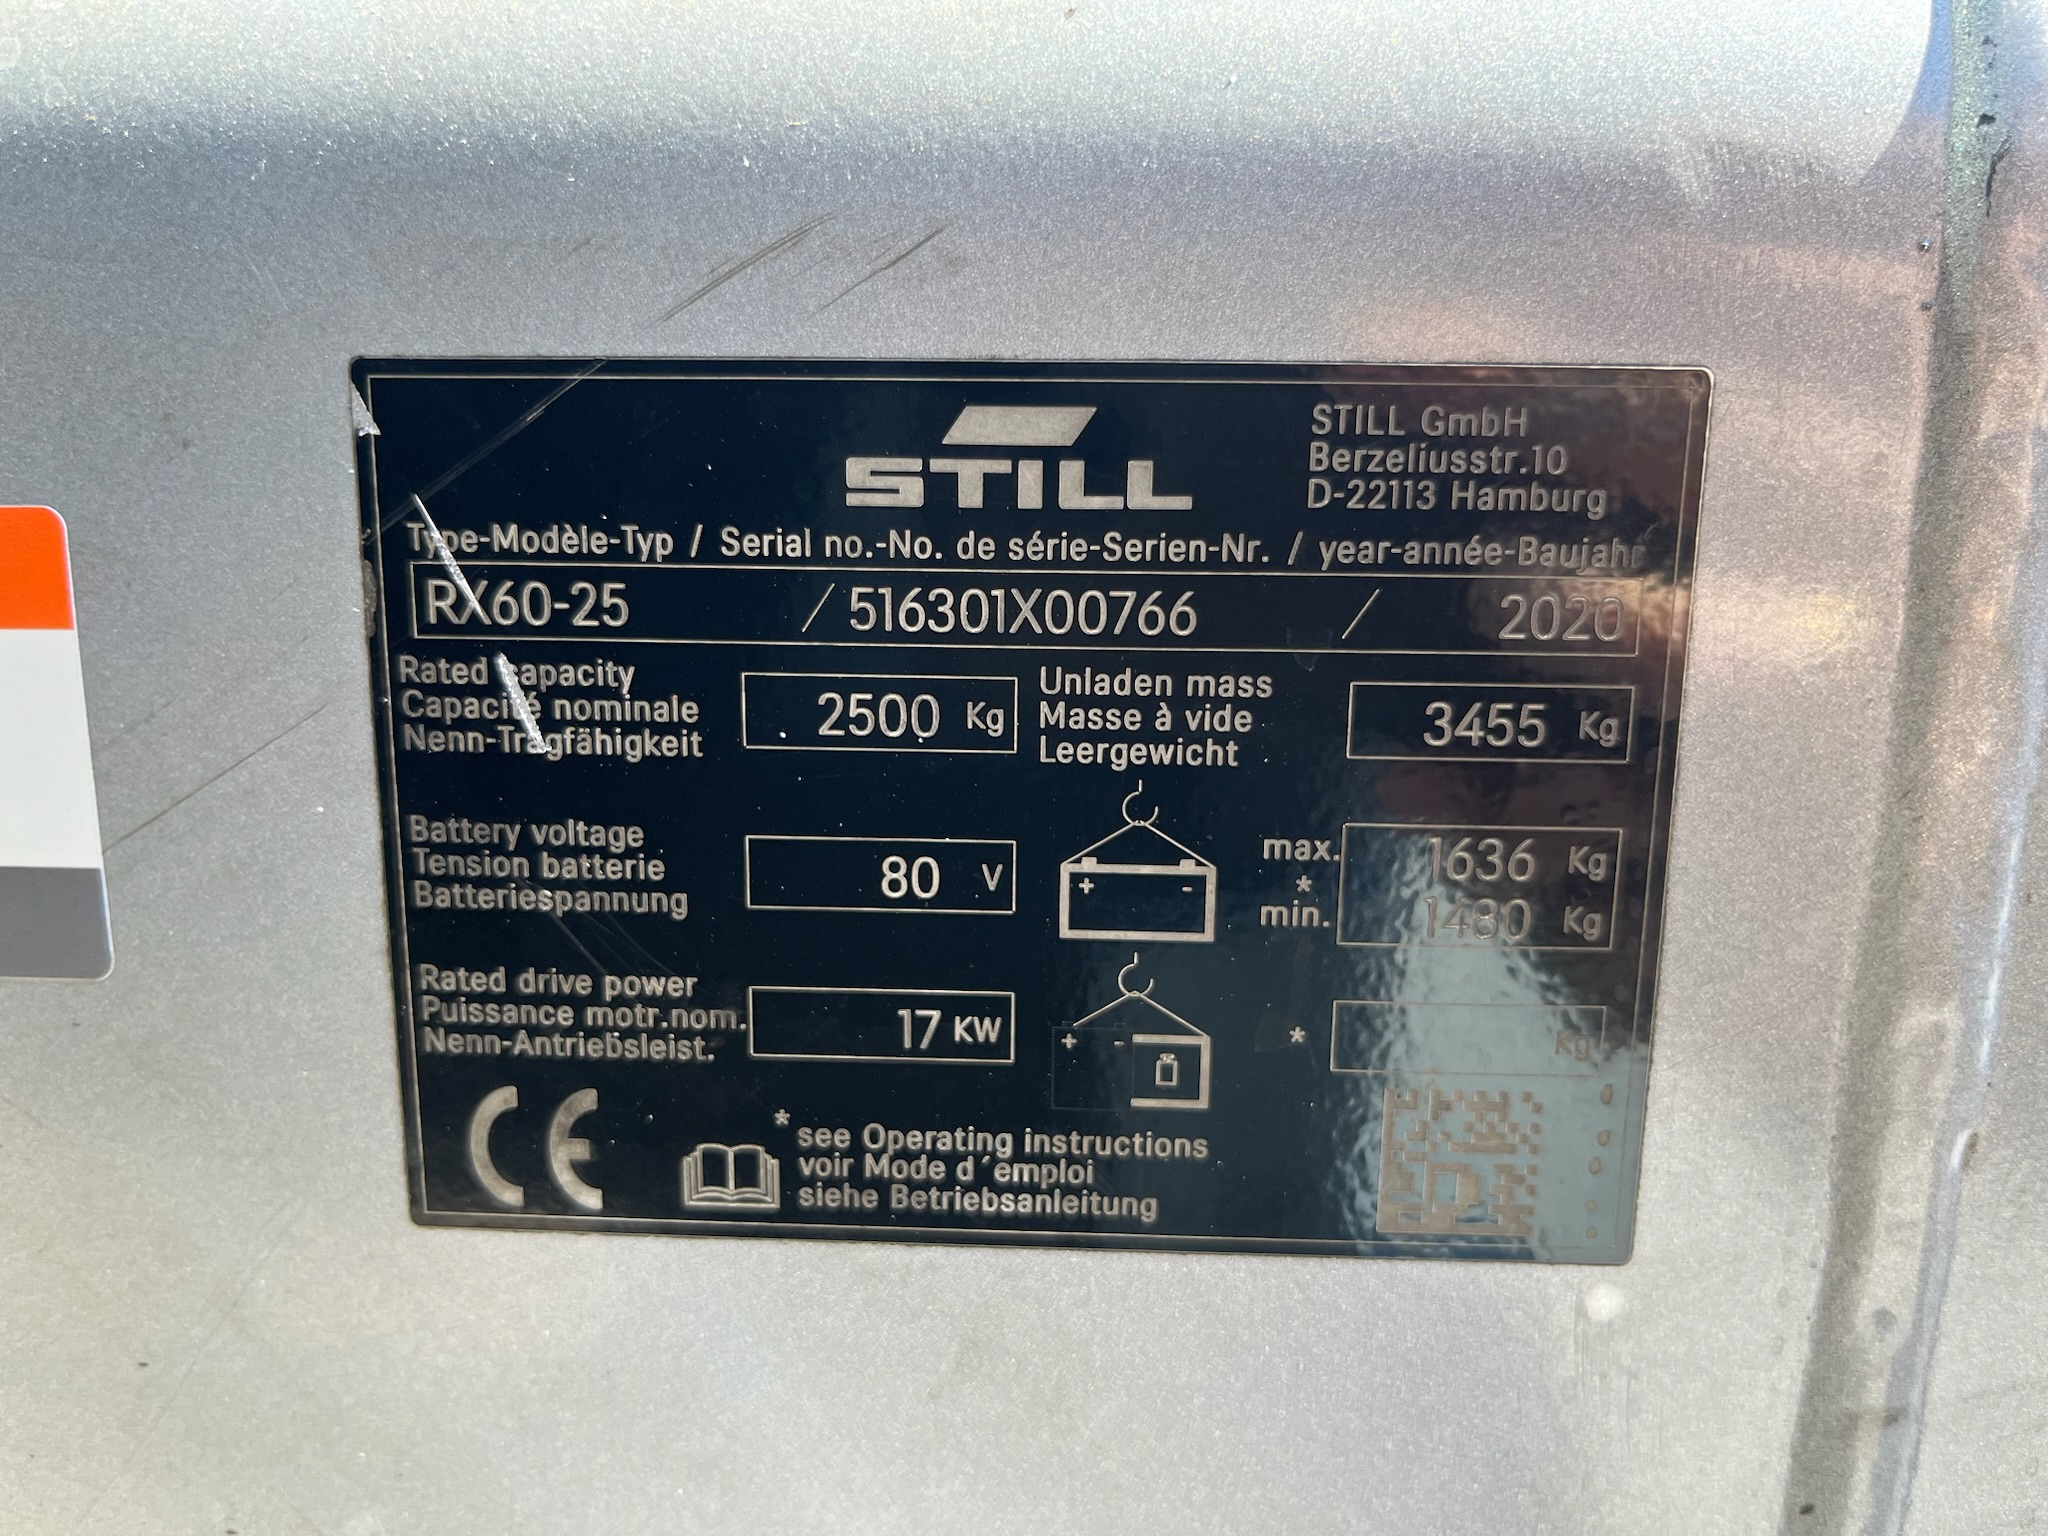 STILL
STILL GmbH
Berzeliusstr.10
D-22113 Hamburg
Type-Modèle-Typ / Serial no.-No. de série-Serien-Nr. / year-année-Baujahr
RX60-25 / 516301X00766 / 2020
Rated capacity
Capacité nominale
Nenn-Tragfähigkeit
2500 Kg
Unladen mass
Masse à vide
Leergewicht
3455 Kg
Battery voltage
Tension batterie
Batteriespannung
80 V
+ -
max. 1636 Kg
*
min. 1480 Kg
Rated drive power
Puissance motr.nom.
Nenn-Antriebsleist.
17 KW
+ -
* Kg
CE
* see Operating instructions
voir Mode d´emploi
siehe Betriebsanleitung